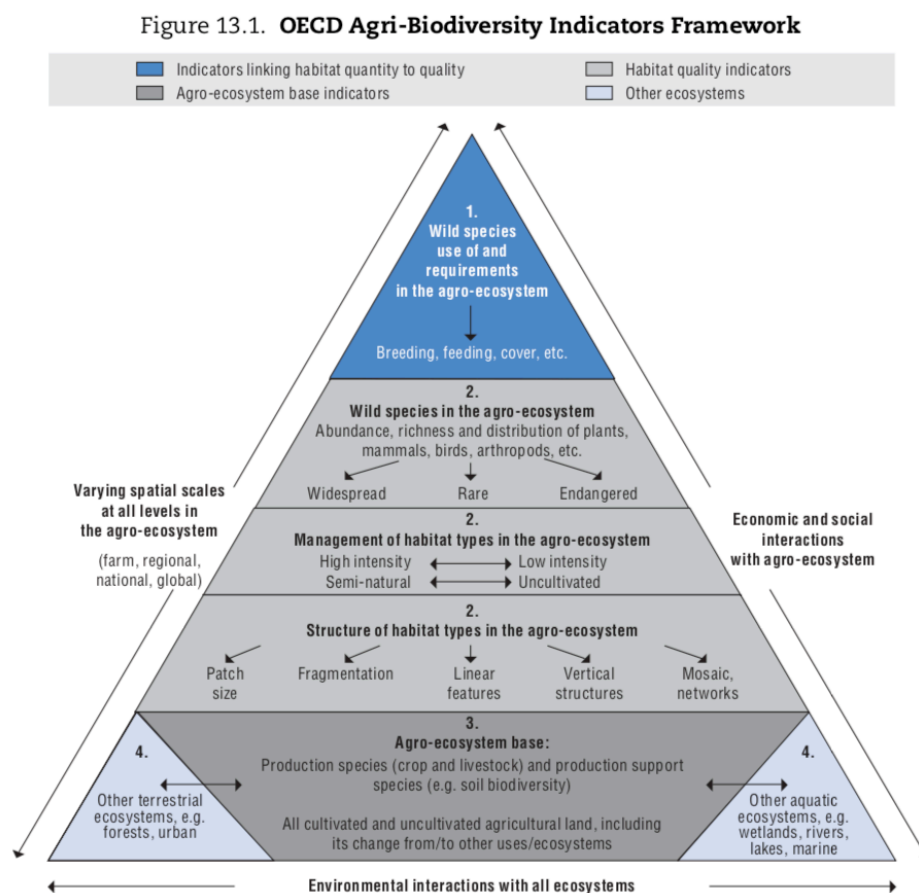 Figure 13.1. OECD Agri-Biodiversity Indicators Framework
Indicators linking habitat quantity to quality
Habitat quality indicators
Agro-ecosystem base indicators
Other ecosystems
1.
Wild species
use of and
requirements
in the agro-ecosystem
Breeding, feeding, cover, etc.
2.
Wild species in the agro-ecosystem
Abundance, richness and distribution of plants,
mammals, birds, arthropods, etc.
Widespread
Rare
Endangered
Varying spatial scales
at all levels in
the agro-ecosystem
(farm, regional,
national, global)
2.
Management of habitat types in the agro-ecosystem
High intensity
Low intensity
Semi-natural
Uncultivated
Economic and social
interactions
with agro-ecosystem
2.
Structure of habitat types in the agro-ecosystem
Patch
size
Fragmentation
Linear
features
Vertical
structures
Mosaic,
networks
3.
Agro-ecosystem base:
Production species (crop and livestock) and production support
species (e.g. soil biodiversity)
All cultivated and uncultivated agricultural land, including
its change from/to other uses/ecosystems
4.
Other terrestrial
ecosystems, e.g.
forests, urban
4.
Other aquatic
ecosystems, e.g.
wetlands, rivers,
lakes, marine
Environmental interactions with all ecosystems